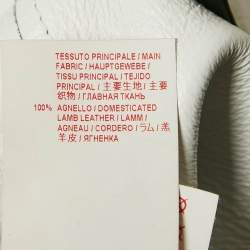 TESSUTO PRINCIPALE / MAIN
FABRIC / HAUPTGEWEBE /
TISSU PRINCIPAL / TEJIDO
PRINCIPAL / 主要生地 / 主要
织物 / ГЛАВНАЯ ТКАНЬ
100% AGNELLO / DOMESTICATED
LAMB LEATHER / LAMM /
AGNEAU / CORDERO / ラム / 羔
羊皮 / ЯГНЕНКА